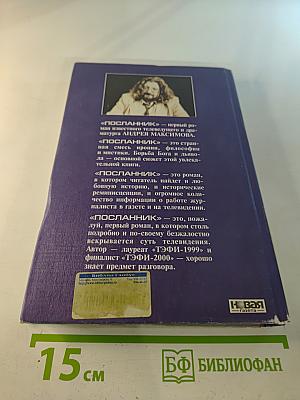 «ПОСЛАННИК» — первый ро-
ман известного телеведущего и дра-
матурга АНДРЕЯ МАКСИМОВА.
«ПОСЛАННИК» — это стран-
ная смесь иронии, философии
и мистики. Борьба Бога и дьяво-
ла — основной сюжет этой увлека-
тельной книги.
«ПОСЛАННИК» — это роман,
в котором читатель найдет и лю-
бовную историю, и исторические
реминисценции, и огромное коли-
чество информации о работе жур-
налиста в газете и на телевидении.
«ПОСЛАННИК» — это, пожа-
луй, первый роман, в котором столь
подробно и по-своему безжалостно
вскрывается суть телевидения.
Автор — лауреат «ТЭФИ-1999» и
финалист «ТЭФИ-2000» — хорошо
знает предмет разговора.
НОВАЯ
газета
15 см
БФ БИБЛИОФАН